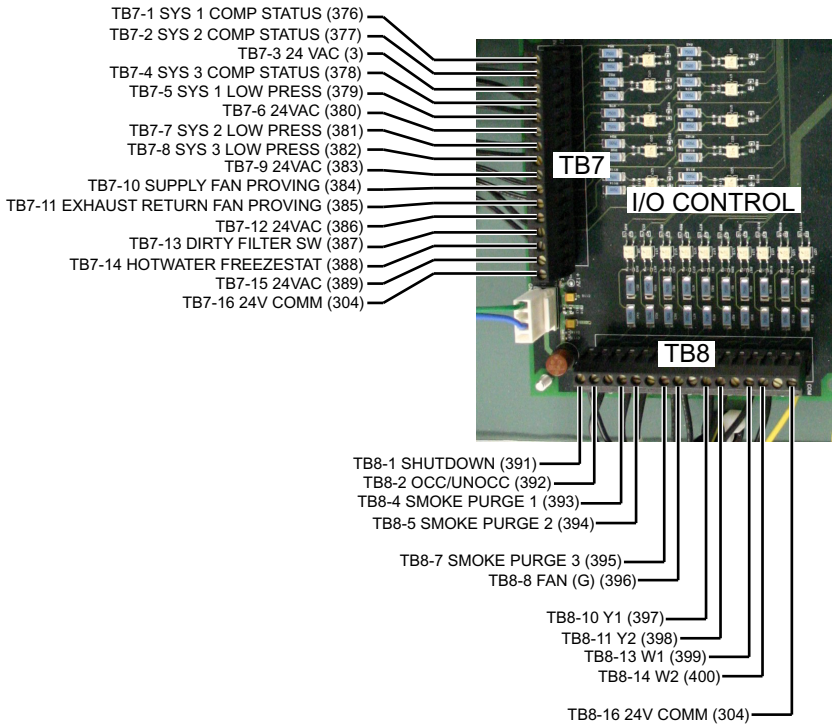 TB7-1 SYS 1 COMP STATUS (376)
TB7-2 SYS 2 COMP STATUS (377)
TB7-3 24 VAC (3)
TB7-4 SYS 3 COMP STATUS (378)
TB7-5 SYS 1 LOW PRESS (379)
TB7-6 24VAC (380)
TB7-7 SYS 2 LOW PRESS (381)
TB7-8 SYS 3 LOW PRESS (382)
TB7-9 24VAC (383)
TB7-10 SUPPLY FAN PROVING (384)
TB7-11 EXHAUST RETURN FAN PROVING (385)
TB7-12 24VAC (386)
TB7-13 DIRTY FILTER SW (387)
TB7-14 HOTWATER FREEZESTAT (388)
TB7-15 24VAC (389)
TB7-16 24V COMM (304)
TB7
I/O CONTROL
TB8
TB8-1 SHUTDOWN (391)
TB8-2 OCC/UNOCC (392)
TB8-4 SMOKE PURGE 1 (393)
TB8-5 SMOKE PURGE 2 (394)
TB8-7 SMOKE PURGE 3 (395)
TB8-8 FAN (G) (396)
TB8-10 Y1 (397)
TB8-11 Y2 (398)
TB8-13 W1 (399)
TB8-14 W2 (400)
TB8-16 24V COMM (304)